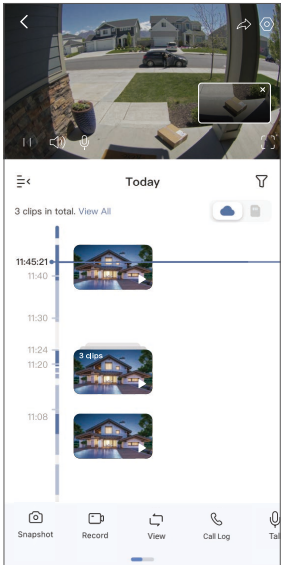 Today
3 clips in total. View All
11:45:21
11:40
11:30
11:24
3 clips
11:20
11:08
Snapshot
Record
View
Call Log
Tal